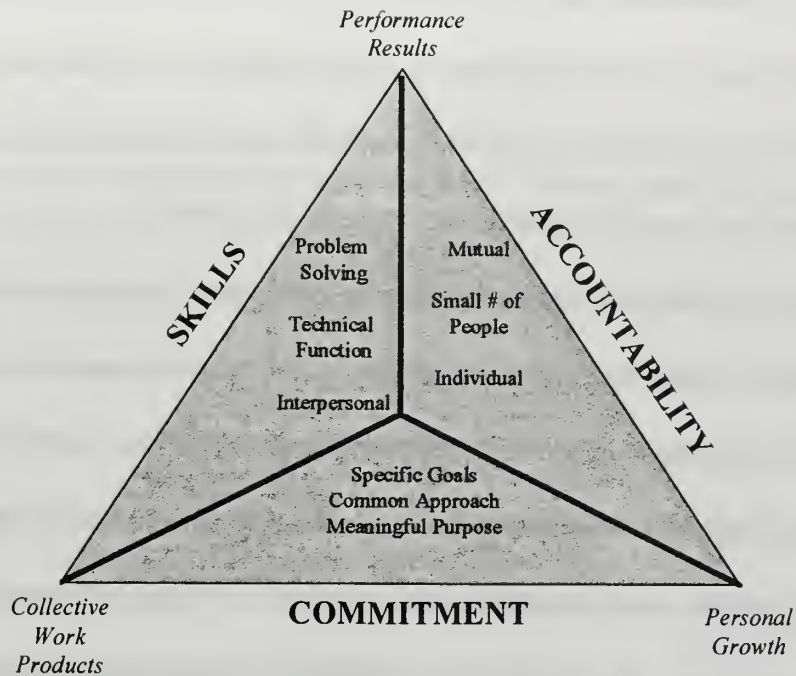 Performance
Results
SKILLS
ACCOUNTABILITY
Problem
Solving
Technical
Function
Interpersonal
Mutual
Small # of
People
Individual
Specific Goals
Common Approach
Meaningful Purpose
Collective
Work
Products
COMMITMENT
Personal
Growth